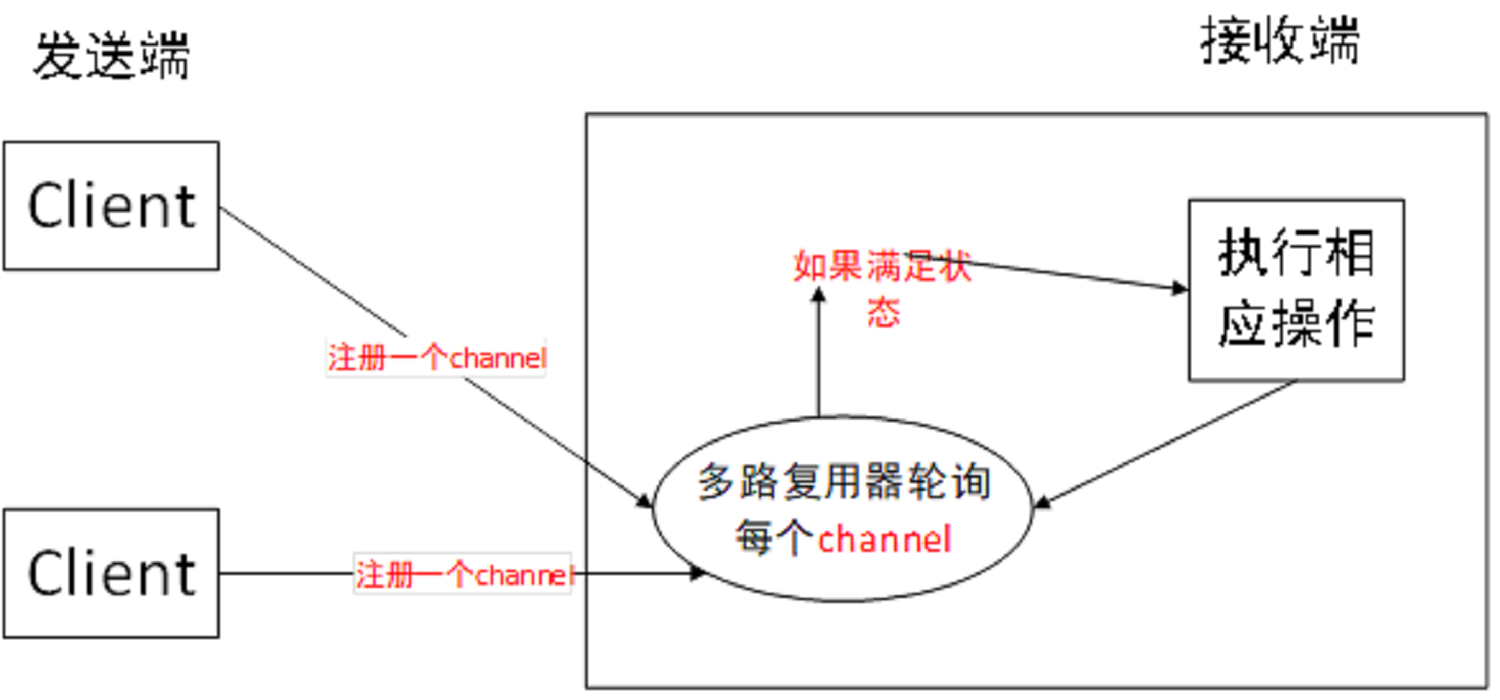 发送端
接收端
Client
执行相
应操作
如果满足状
态
注册一个channel
多路复用器轮询
每个channel
Client
注册一个channel